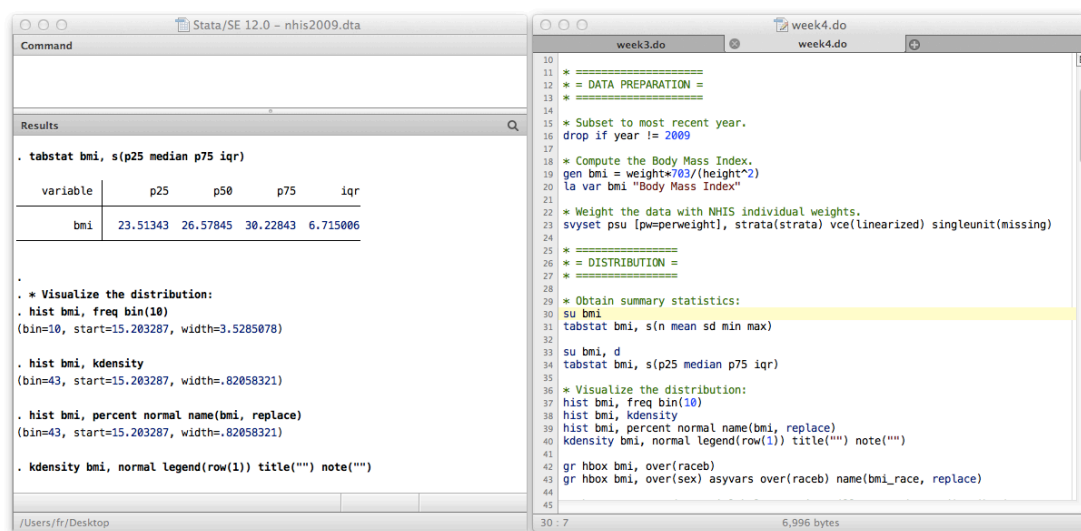 Stata/SE 12.0 – nhis2009.dta
Command
Results
. tabstat bmi, s(p25 median p75 iqr)
variable p25 p50 p75 iqr
bmi 23.51343 26.57845 30.22843 6.715006
.
. * Visualize the distribution:
. hist bmi, freq bin(10)
(bin=10, start=15.203287, width=3.5285078)
. hist bmi, kdensity
(bin=43, start=15.203287, width=.82058321)
. hist bmi, percent normal name(bmi, replace)
(bin=43, start=15.203287, width=.82058321)
. kdensity bmi, normal legend(row(1)) title("") note("")
/Users/fr/Desktop
week4.do
week3.do week4.do
10
11 * ====================
12 * = DATA PREPARATION =
13 * ====================
14
15 * Subset to most recent year.
16 drop if year != 2009
17
18 * Compute the Body Mass Index.
19 gen bmi = weight*703/(height^2)
20 la var bmi "Body Mass Index"
21
22 * Weight the data with NHIS individual weights.
23 svyset psu [pw=perweight], strata(strata) vce(linearized) singleunit(missing)
24
25 * ================
26 * = DISTRIBUTION =
27 * ================
28
29 * Obtain summary statistics:
30 su bmi
31 tabstat bmi, s(n mean sd min max)
32
33 su bmi, d
34 tabstat bmi, s(p25 median p75 iqr)
35
36 * Visualize the distribution:
37 hist bmi, freq bin(10)
38 hist bmi, kdensity
39 hist bmi, percent normal name(bmi, replace)
40 kdensity bmi, normal legend(row(1)) title("") note("")
41
42 gr hbox bmi, over(raceb)
43 gr hbox bmi, over(sex) asyvars over(raceb) name(bmi_race, replace)
44
45
30 : 7 6,996 bytes